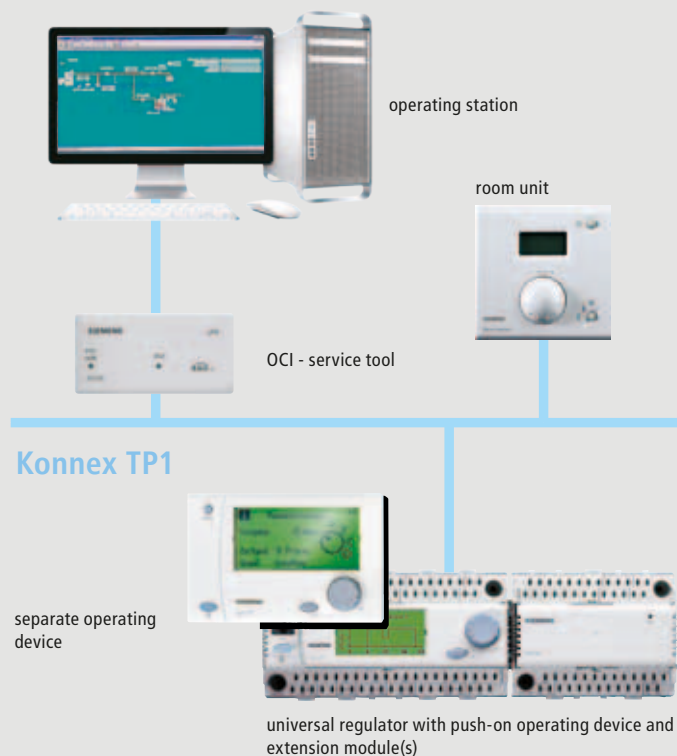 operating station
room unit
SIEMENS
OCI - service tool
Konnex TP1
separate operating
device
universal regulator with push-on operating device and
extension module(s)